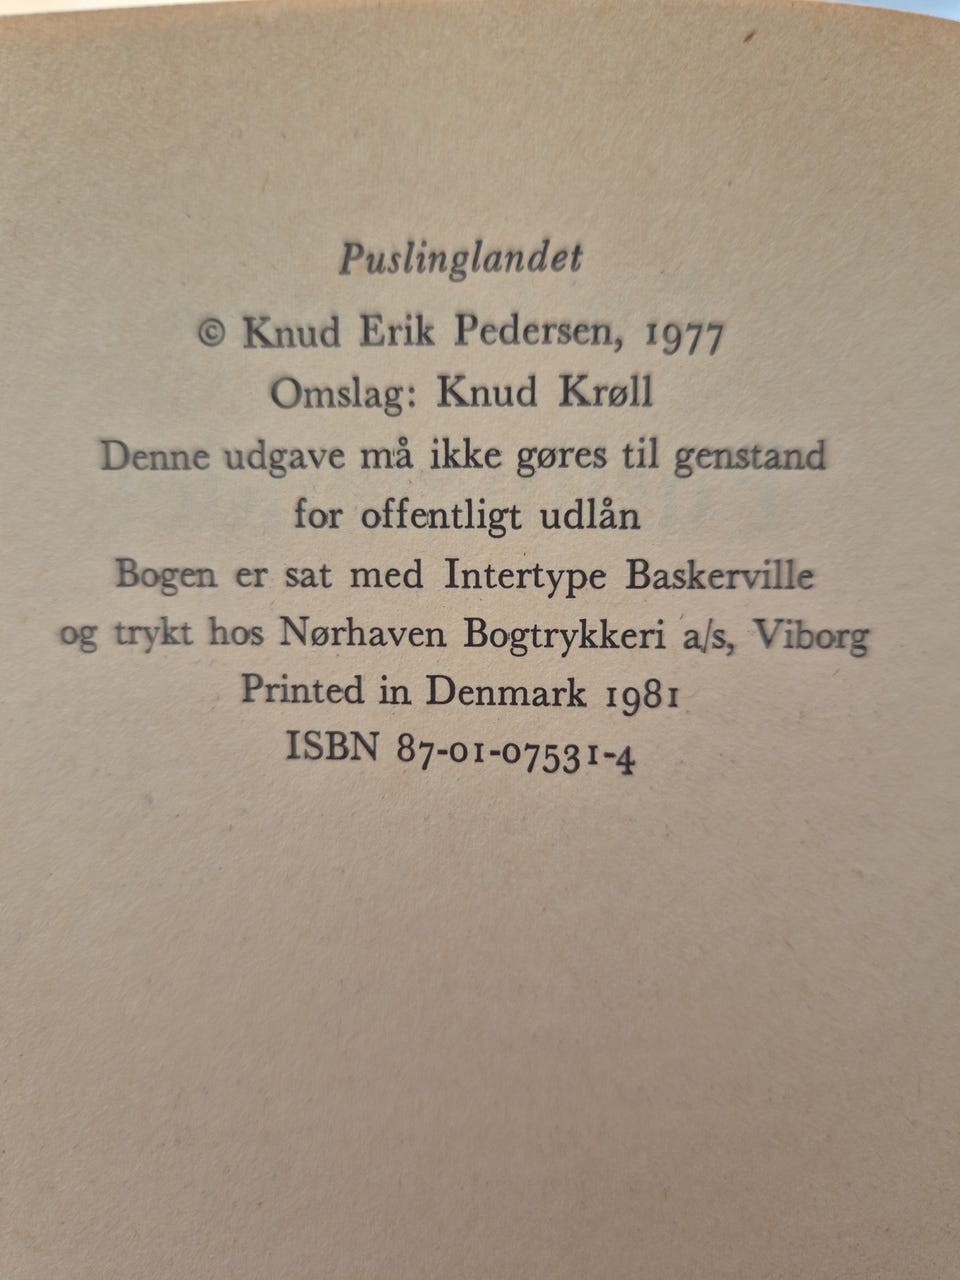 Puslinglandet
© Knud Erik Pedersen, 1977
Omslag: Knud Krøll
Denne udgave må ikke gøres til genstand
for offentligt udlån
Bogen er sat med Intertype Baskerville
og trykt hos Nørhaven Bogtrykkeri a/s, Viborg
Printed in Denmark 1981
ISBN 87-01-07531-4